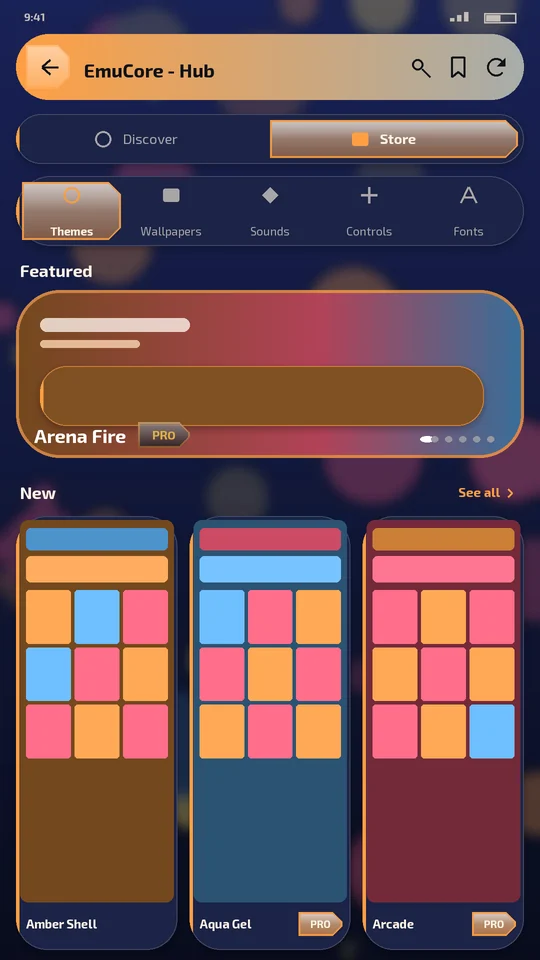 9:41
EmuCore - Hub
Discover
Store
Themes
Wallpapers
Sounds
Controls
Fonts
Featured
Arena Fire
PRO
New
See all
Amber Shell
Aqua Gel
PRO
Arcade
PRO